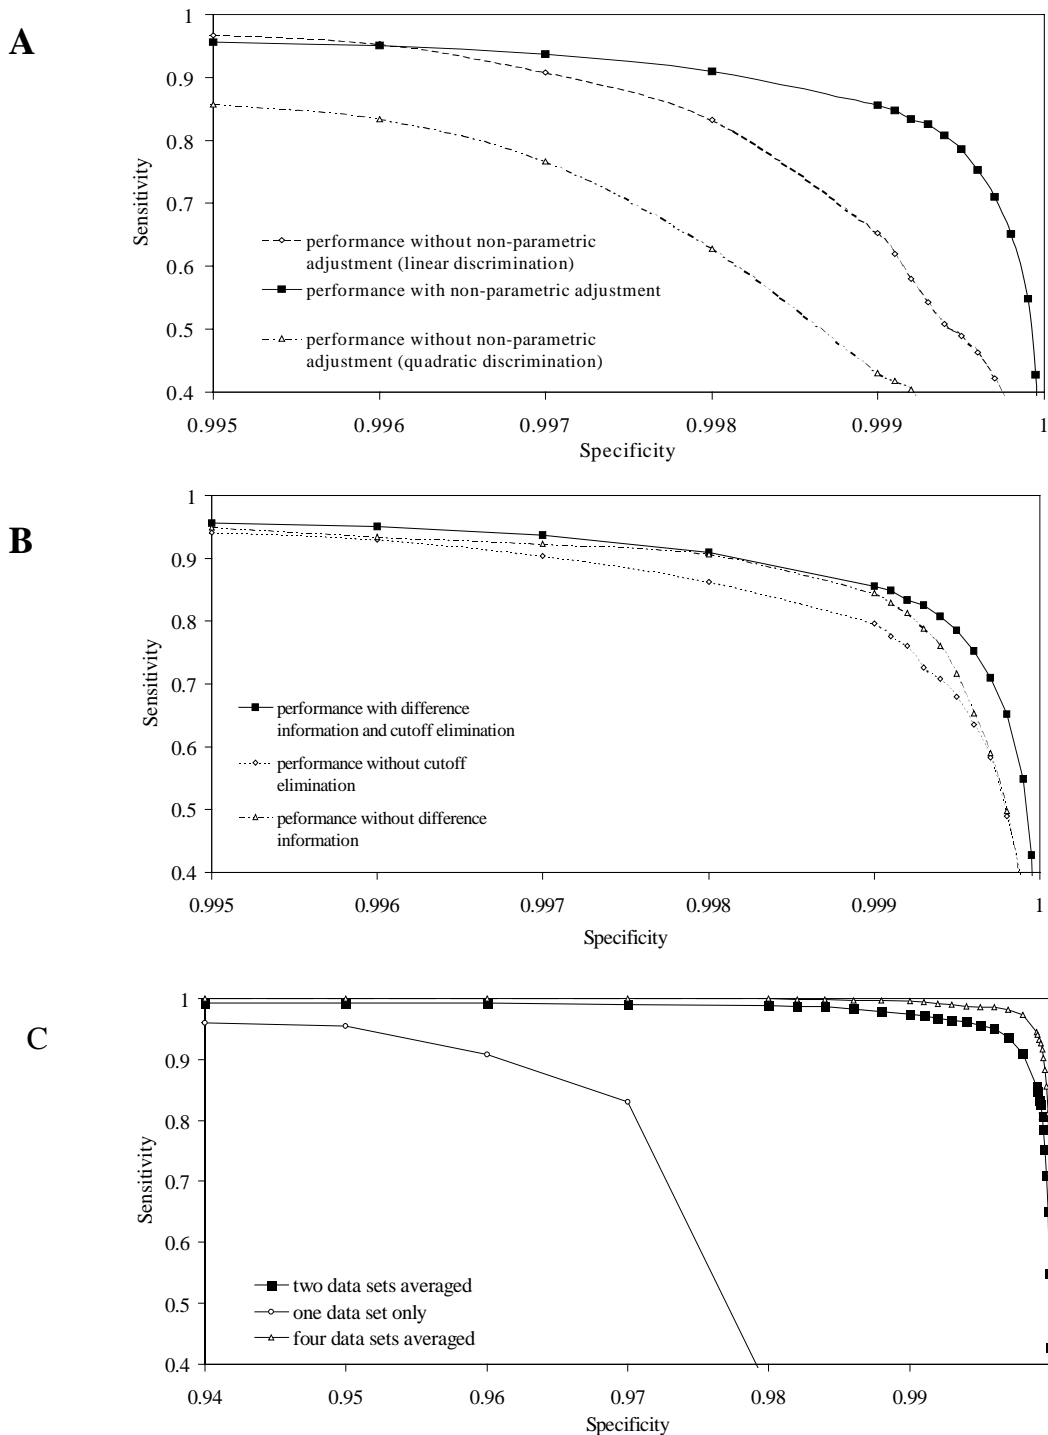 A
1
0.9
0.8
0.7
0.6
0.5
0.4
Sensitivity
performance without non-parametric
adjustment (linear discrimination)
performance with non-parametric adjustment
performance without non-parametric
adjustment (quadratic discrimination)
0.995 0.996 0.997 0.998 0.999 1
Specificity
B
1
0.9
0.8
0.7
0.6
0.5
0.4
Sensitivity
performance with difference
information and cutoff elimination
performance without cutoff
elimination
peformance without difference
information
0.995 0.996 0.997 0.998 0.999 1
Specificity
C
1
0.9
0.8
0.7
0.6
0.5
0.4
Sensitivity
two data sets averaged
one data set only
four data sets averaged
0.94 0.95 0.96 0.97 0.98 0.99
Specificity